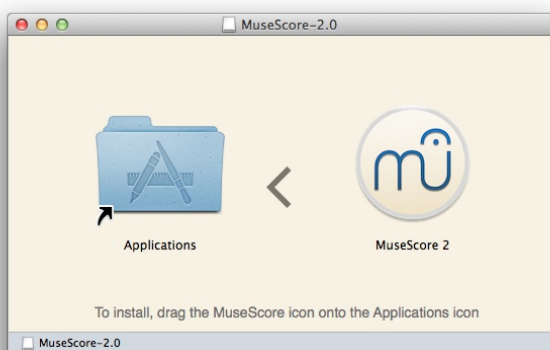 MuseScore-2.0
mu
Applications
MuseScore 2
To install, drag the MuseScore icon onto the Applications icon
MuseScore-2.0